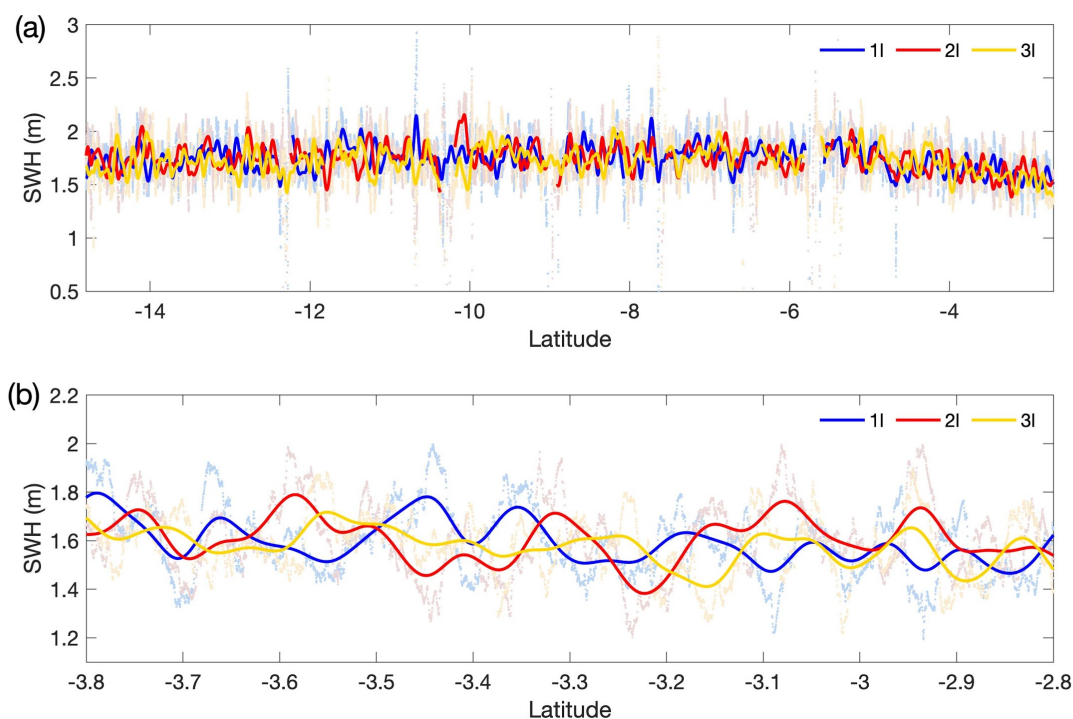 (a)
3
2.5
2
1.5
1
0.5
SWH (m)
1l 2l 3l
-14 -12 -10 -8 -6 -4
Latitude
(b)
2.2
2
1.8
1.6
1.4
1.2
SWH (m)
1l 2l 3l
-3.8 -3.7 -3.6 -3.5 -3.4 -3.3 -3.2 -3.1 -3 -2.9 -2.8
Latitude